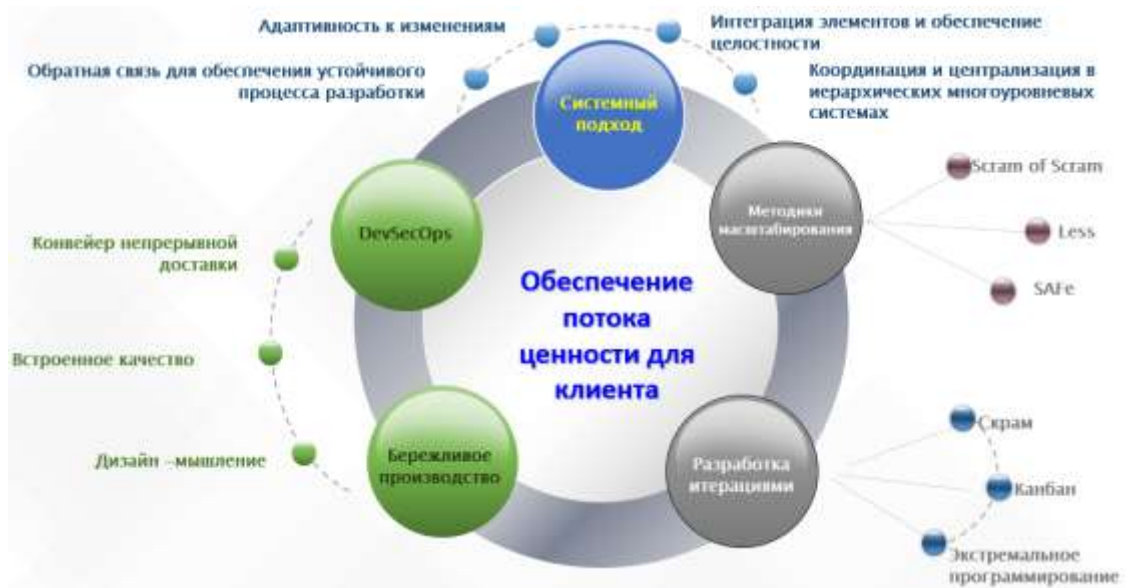 Адаптивность к изменениям
Интеграция элементов и обеспечение
целостности
Обратная связь для обеспечения устойчивого
процесса разработки
Координация и централизация в
иерархических многоуровневых
системах
Системный
подход
Методики
масштабирования
Scram of Scram
Less
SAFe
DevSecOps
Конвейер непрерывной
доставки
Встроенное качество
Дизайн –мышление
Обеспечение
потока
ценности для
клиента
Бережливое
производство
Разработка
итерациями
Скрам
Канбан
Экстремальное
программирование